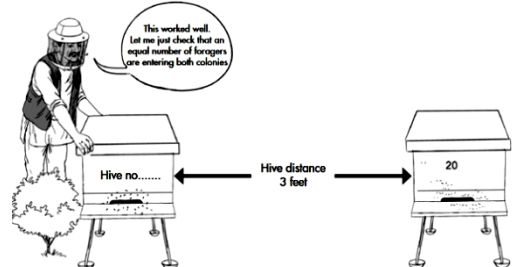 This worked well.
Let me just check that an
equal number of foragers
are entering both colonies
Hive no.......
Hive distance
3 feet
20